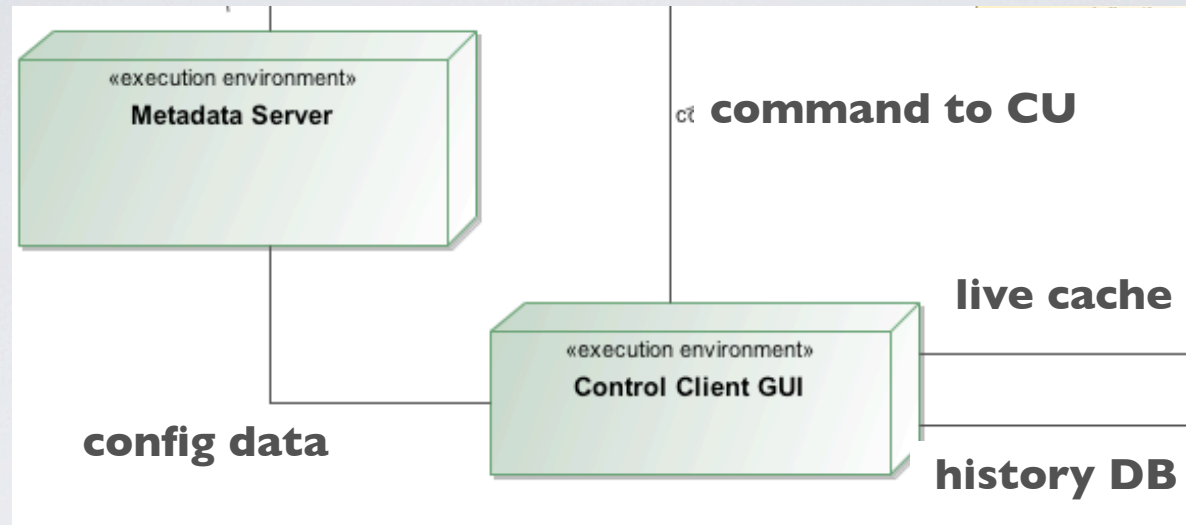 «execution environment»
Metadata Server
command to CU
live cache
«execution environment»
Control Client GUI
config data
history DB